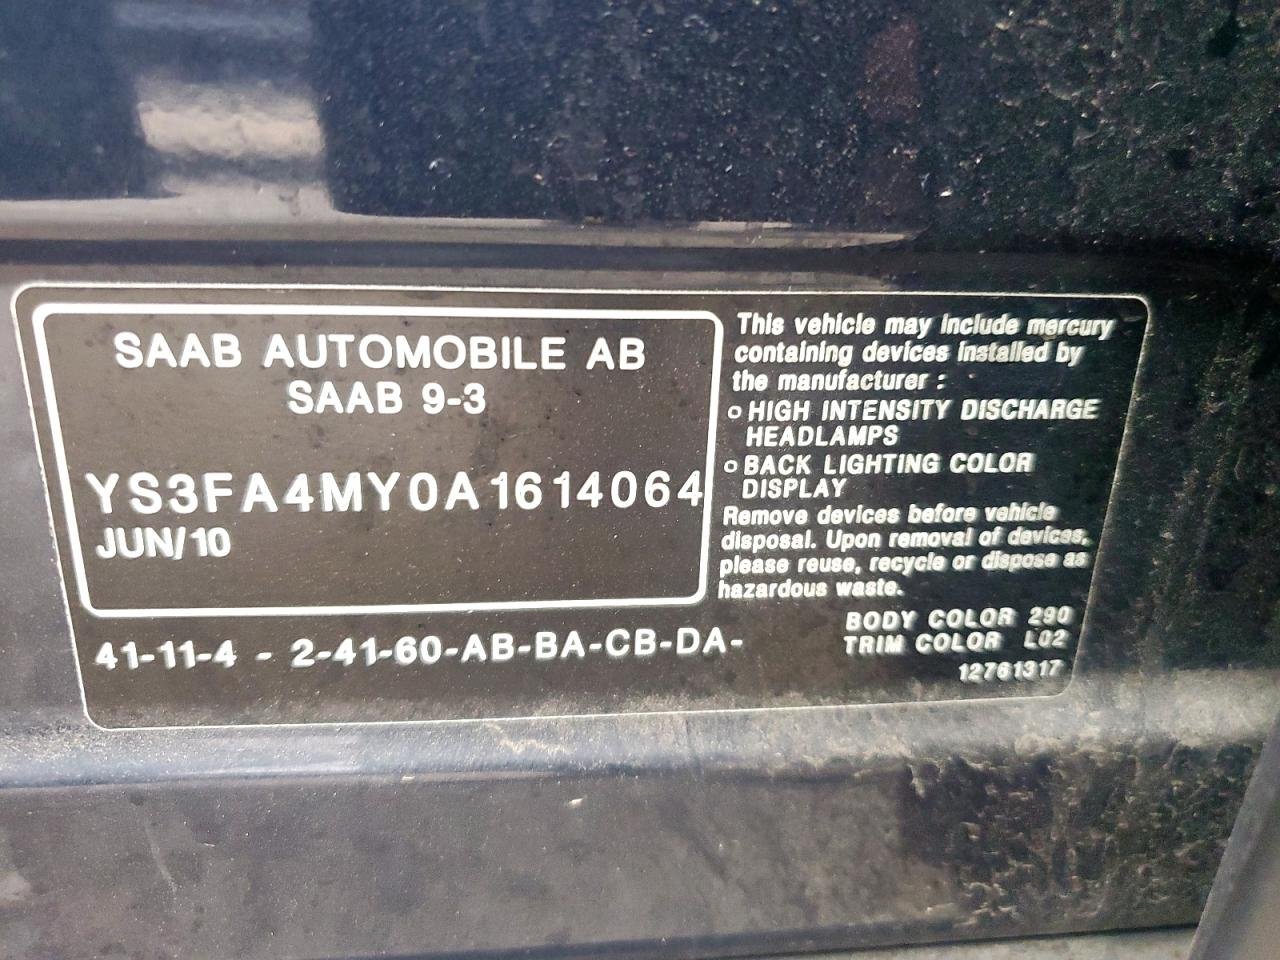 SAAB AUTOMOBILE AB
SAAB 9-3
YS3FA4MY0A1614064
JUN/10
41-11-4 - 2-41-60-AB-BA-CB-DA-
This vehicle may include mercury
containing devices installed by
the manufacturer :
o HIGH INTENSITY DISCHARGE
HEADLAMPS
o BACK LIGHTING COLOR
DISPLAY
Remove devices before vehicle
disposal. Upon removal of devices,
please reuse, recycle or dispose as
hazardous waste.
BODY COLOR 290
TRIM COLOR L02
12761317